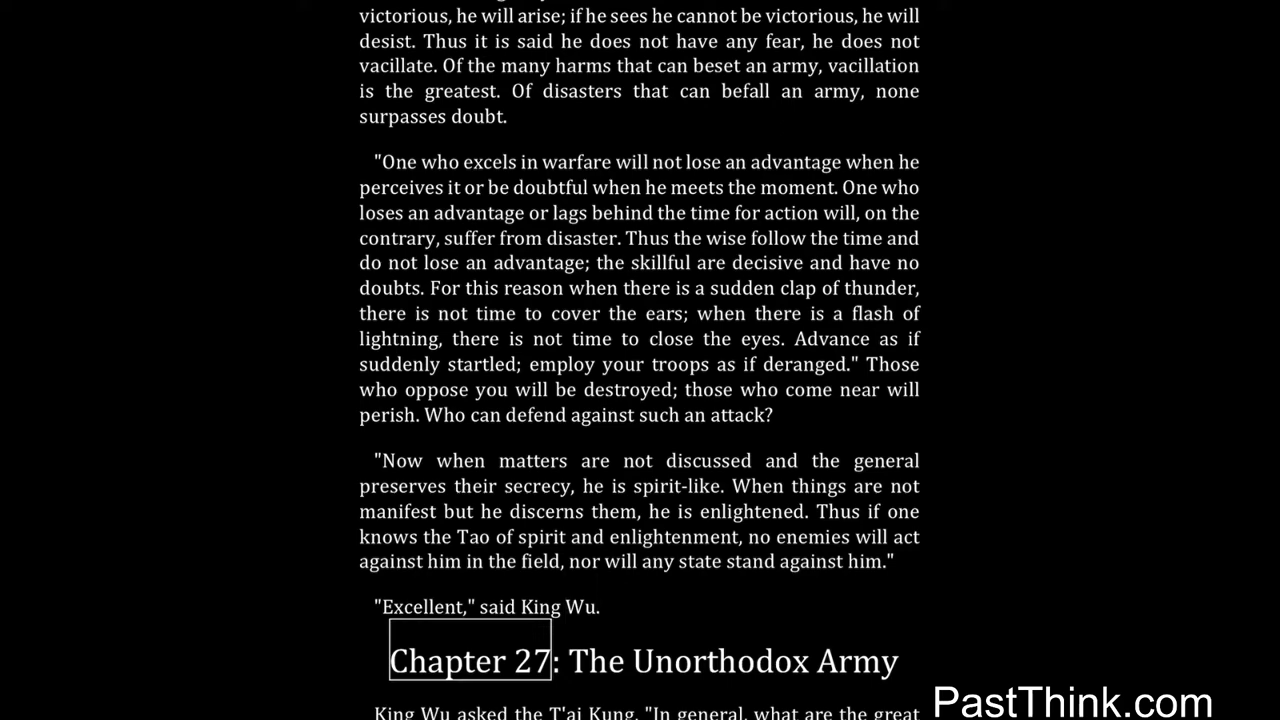 victorious, he will arise; if he sees he cannot be victorious, he will
desist. Thus it is said he does not have any fear, he does not
vacillate. Of the many harms that can beset an army, vacillation
is the greatest. Of disasters that can befall an army, none
surpasses doubt.
"One who excels in warfare will not lose an advantage when he
perceives it or be doubtful when he meets the moment. One who
loses an advantage or lags behind the time for action will, on the
contrary, suffer from disaster. Thus the wise follow the time and
do not lose an advantage; the skillful are decisive and have no
doubts. For this reason when there is a sudden clap of thunder,
there is not time to cover the ears; when there is a flash of
lightning, there is not time to close the eyes. Advance as if
suddenly startled; employ your troops as if deranged." Those
who oppose you will be destroyed; those who come near will
perish. Who can defend against such an attack?
"Now when matters are not discussed and the general
preserves their secrecy, he is spirit-like. When things are not
manifest but he discerns them, he is enlightened. Thus if one
knows the Tao of spirit and enlightenment, no enemies will act
against him in the field, nor will any state stand against him."
"Excellent," said King Wu.
Chapter 27: The Unorthodox Army
King Wu asked the T'ai Kung, "In general, what are the great
PastThink.com